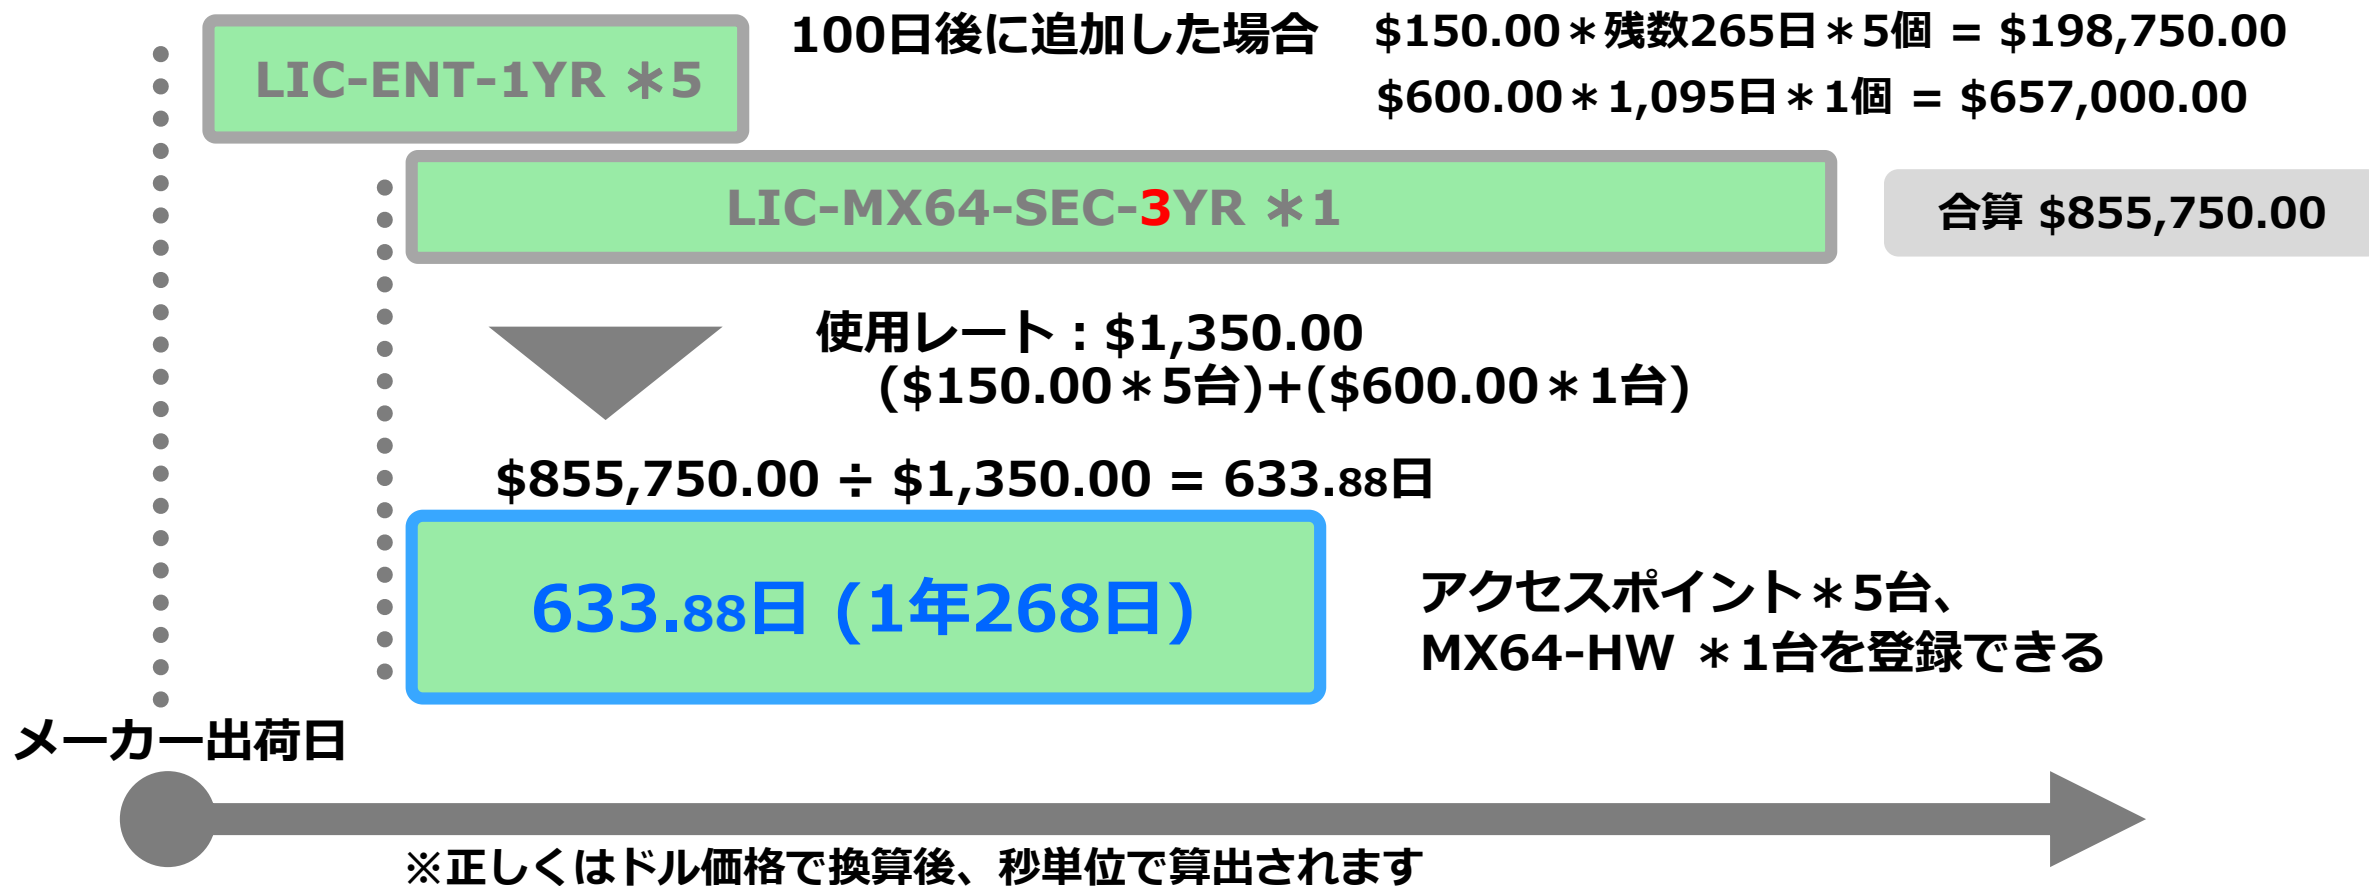 100日後に追加した場合
$150.00＊残数265日＊5個 = $198,750.00
LIC-ENT-1YR ＊5
$600.00＊1,095日＊1個 = $657,000.00
LIC-MX64-SEC-3YR ＊1
合算 $855,750.00
使用レート：$1,350.00
($150.00＊5台)+($600.00＊1台)
$855,750.00 ÷ $1,350.00 = 633.88日
633.88日 (1年268日)
アクセスポイント＊5台、
MX64-HW ＊1台を登録できる
メーカー出荷日
※正しくはドル価格で換算後、秒単位で算出されます